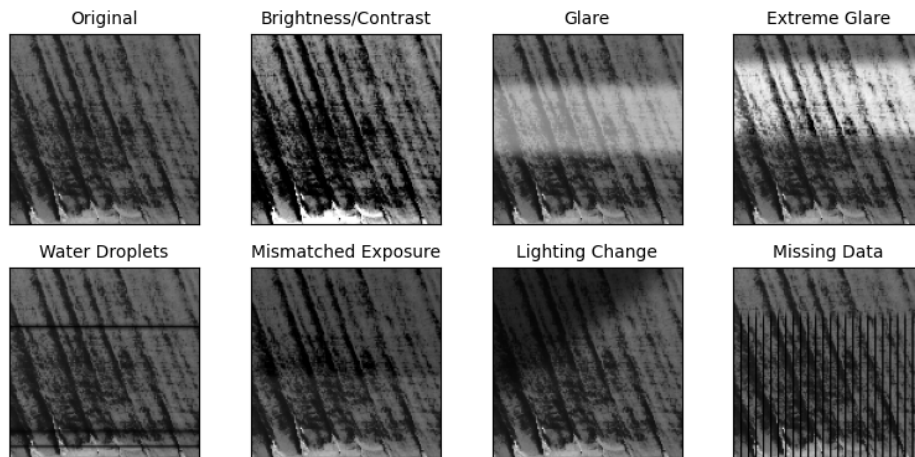 Original
Brightness/Contrast
Glare
Extreme Glare
Water Droplets
Mismatched Exposure
Lighting Change
Missing Data